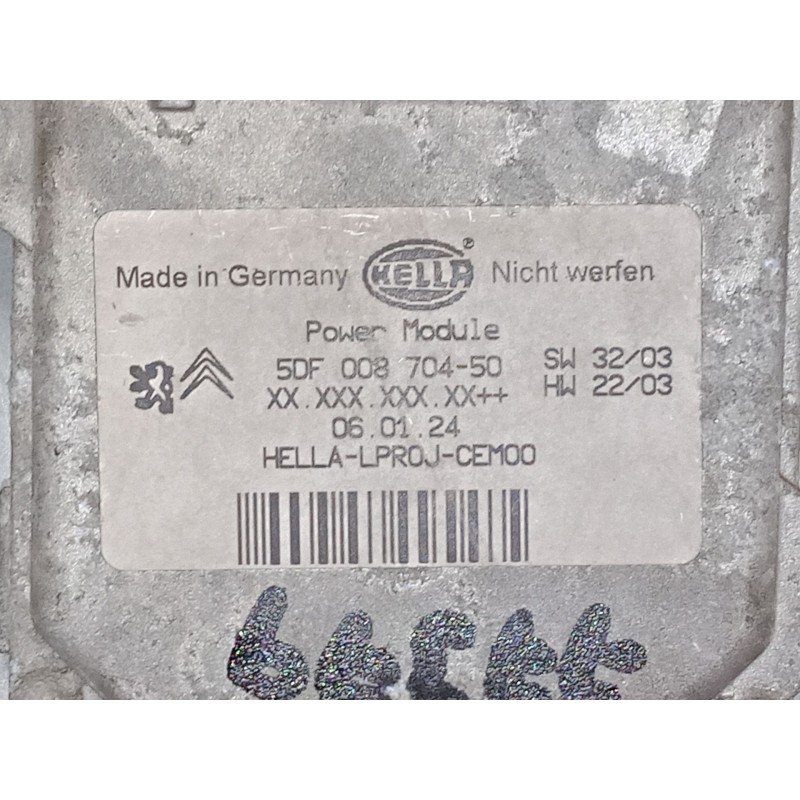 Made in Germany HELLA ® Nicht werfen
Power Module
5DF 008 704-50 SW 32/03
XX.XXX.XXX.XX++ HW 22/03
06.01.24
HELLA-LPROJ-CEM00